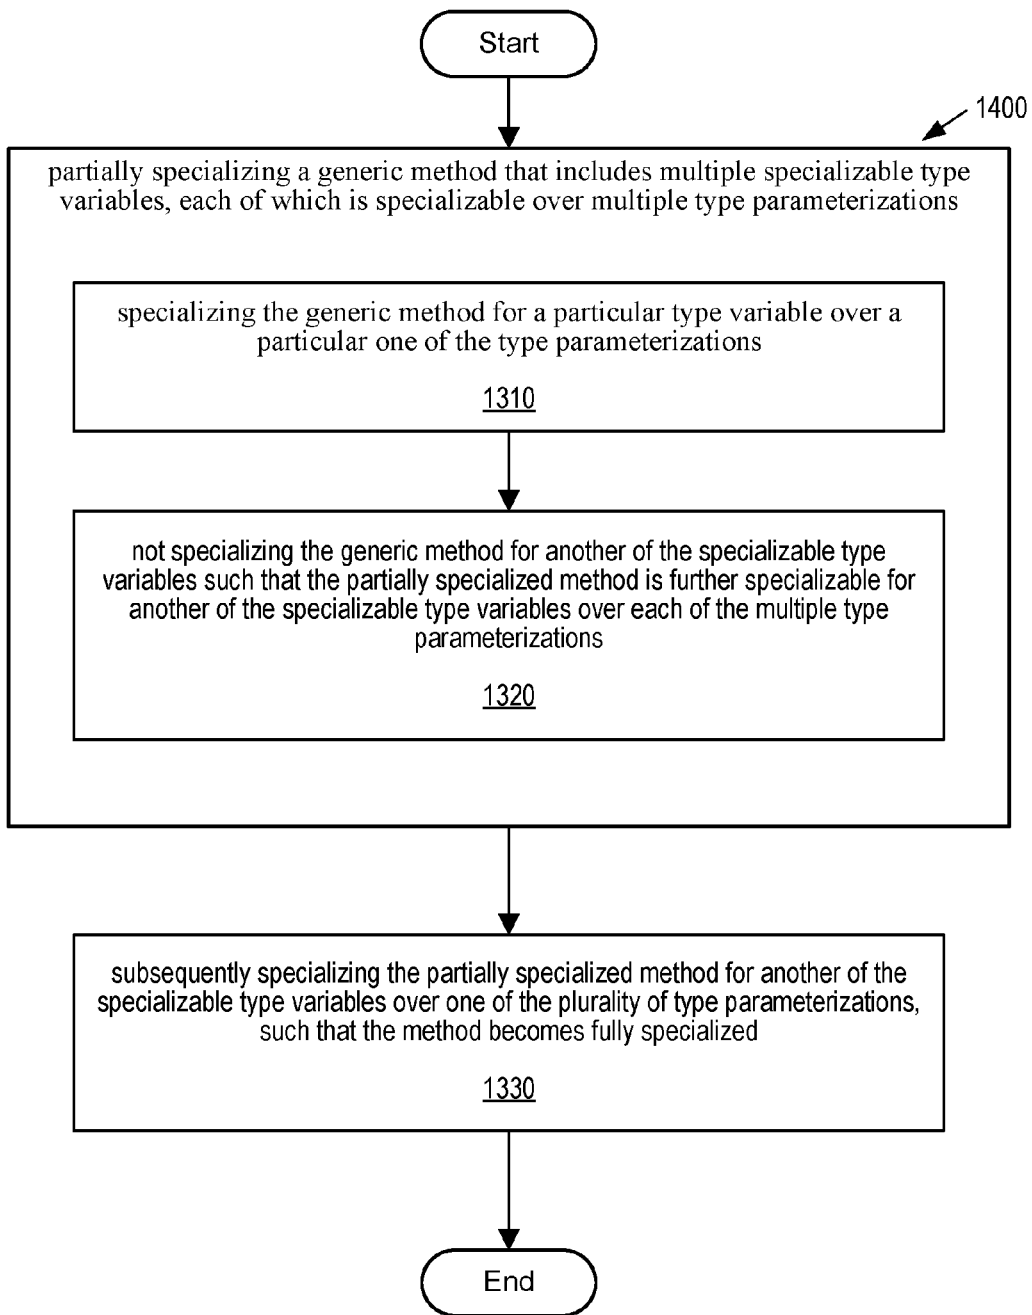 Start
1400
partially specializing a generic method that includes multiple specializable type
variables, each of which is specializable over multiple type parameterizations
specializing the generic method for a particular type variable over a
particular one of the type parameterizations
1310
not specializing the generic method for another of the specializable type
variables such that the partially specialized method is further specializable for
another of the specializable type variables over each of the multiple type
parameterizations
1320
subsequently specializing the partially specialized method for another of the
specializable type variables over one of the plurality of type parameterizations,
such that the method becomes fully specialized
1330
End